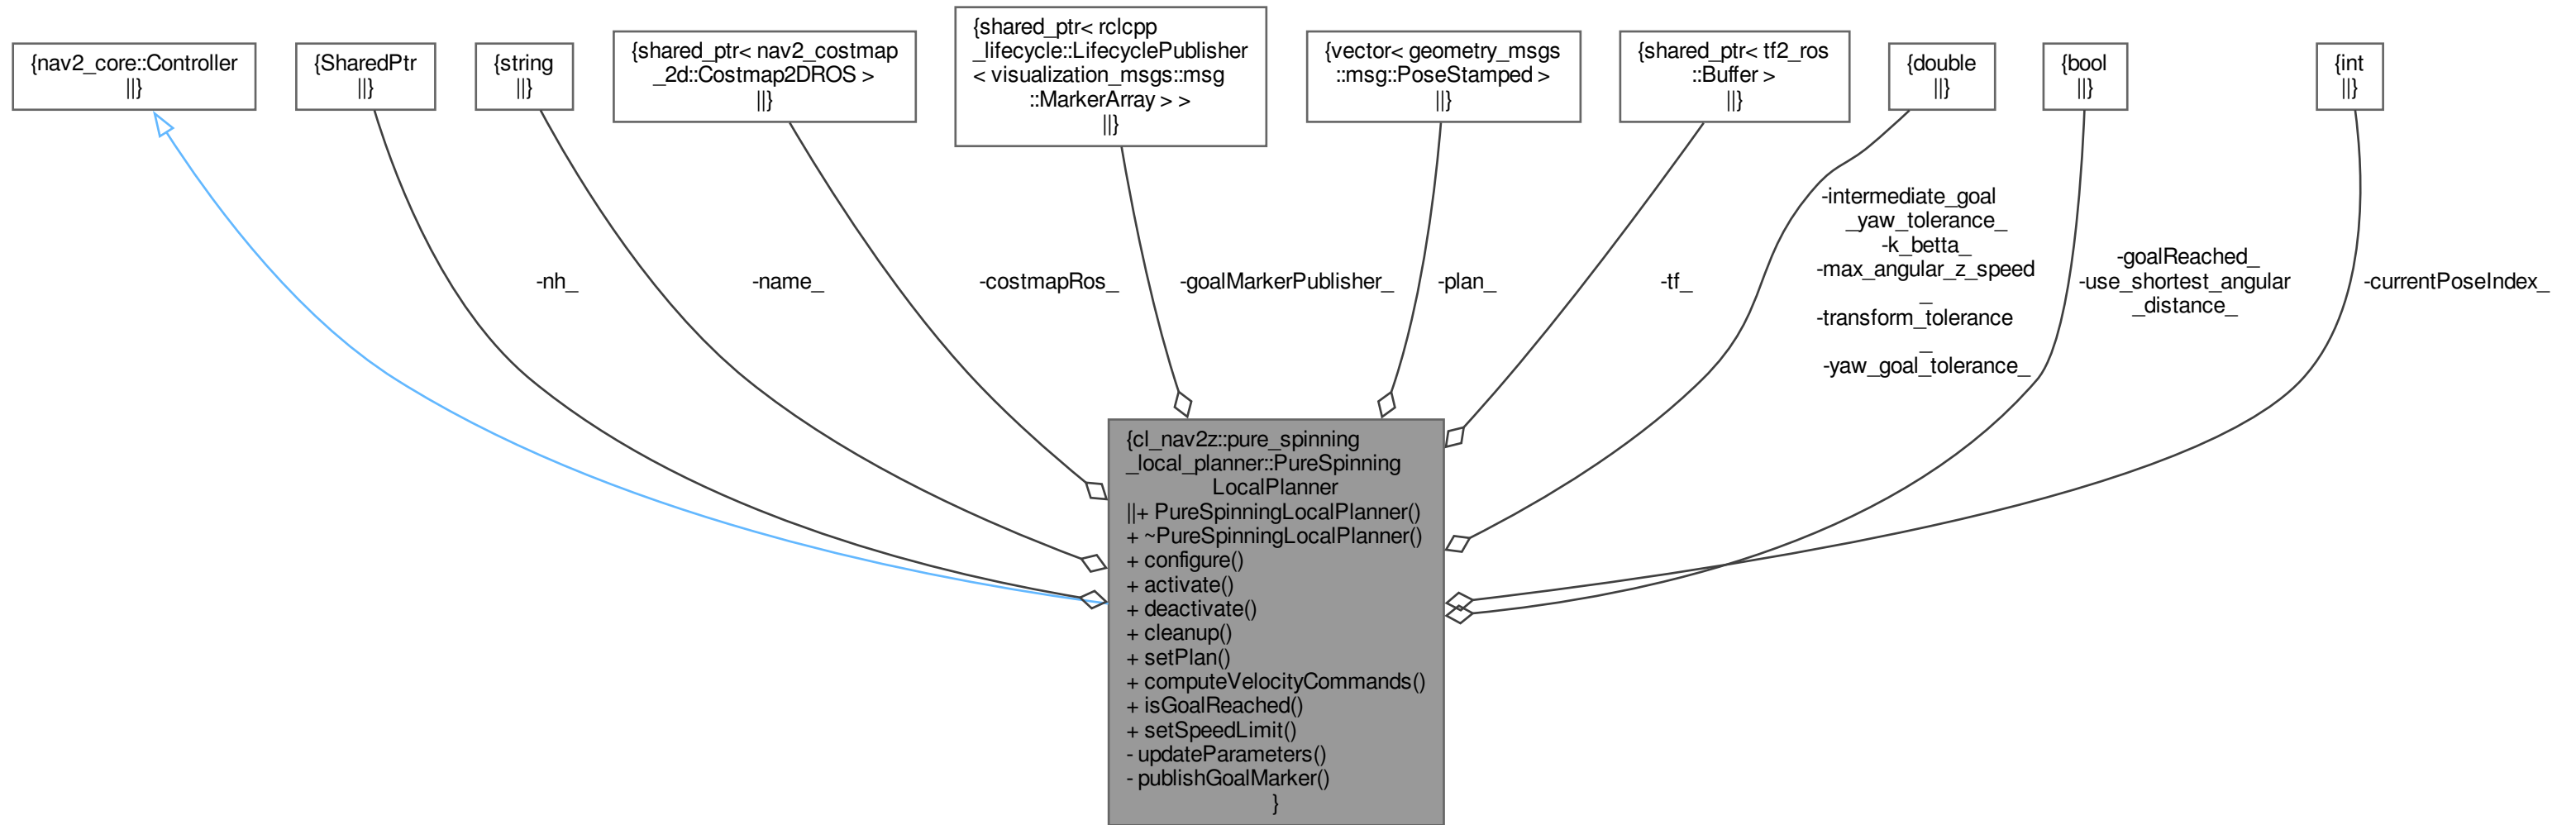 {nav2_core::Controller
||}
{SharedPtr
||}
{string
||}
{shared_ptr< nav2_costmap
_2d::Costmap2DROS >
||}
{shared_ptr< rclcpp
_lifecycle::LifecyclePublisher
< visualization_msgs::msg
::MarkerArray > >
||}
{vector< geometry_msgs
::msg::PoseStamped >
||}
{shared_ptr< tf2_ros
::Buffer >
||}
{double
||}
{bool
||}
{int
||}
-nh_
-name_
-costmapRos_
-goalMarkerPublisher_
-plan_
-tf_
-intermediate_goal
_yaw_tolerance_
-k_betta_
-max_angular_z_speed
_
-transform_tolerance
_
-yaw_goal_tolerance_
-goalReached_
-use_shortest_angular
_distance_
-currentPoseIndex_
{cl_nav2z::pure_spinning
_local_planner::PureSpinning
LocalPlanner
||+ PureSpinningLocalPlanner()
+ ~PureSpinningLocalPlanner()
+ configure()
+ activate()
+ deactivate()
+ cleanup()
+ setPlan()
+ computeVelocityCommands()
+ isGoalReached()
+ setSpeedLimit()
- updateParameters()
- publishGoalMarker()
}